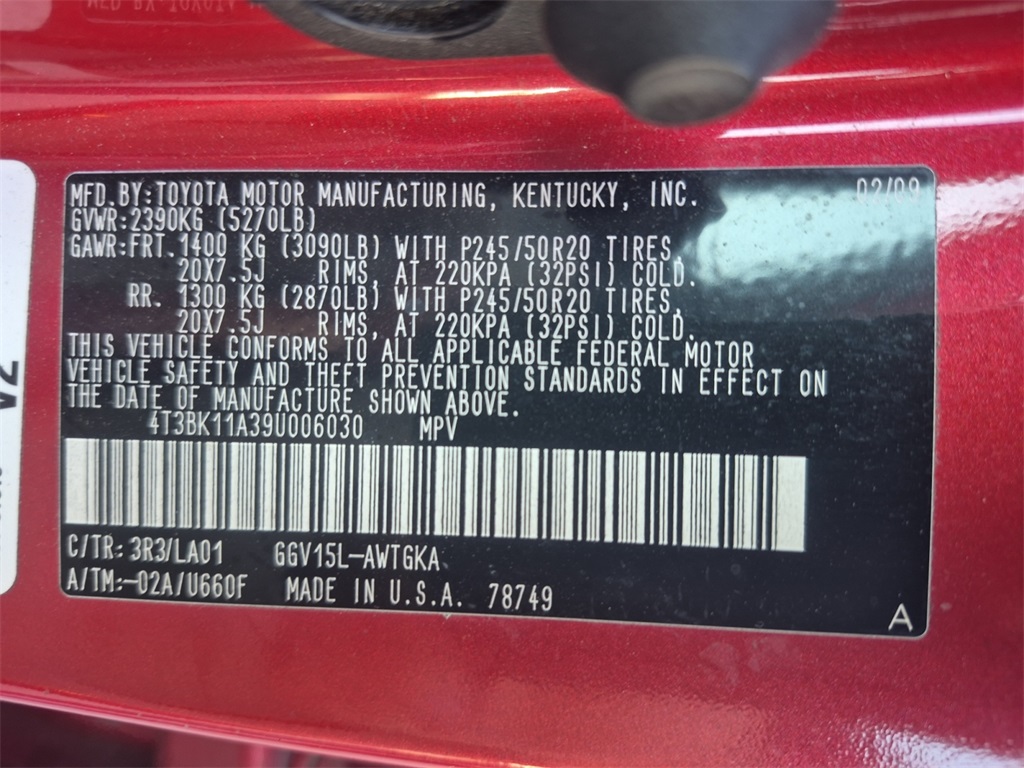 MFD.BY:TOYOTA MOTOR MANUFACTURING, KENTUCKY, INC. 02/09
GVWR:2390KG (5270LB)
GAWR:FRT. 1400 KG (3090LB) WITH P245/50R20 TIRES,
20X7.5J RIMS, AT 220KPA (32PSI) COLD.
RR. 1300 KG (2870LB) WITH P245/50R20 TIRES,
20X7.5J RIMS, AT 220KPA (32PSI) COLD.
THIS VEHICLE CONFORMS TO ALL APPLICABLE FEDERAL MOTOR
VEHICLE SAFETY AND THEFT PREVENTION STANDARDS IN EFFECT ON
THE DATE OF MANUFACTURE SHOWN ABOVE.
4T3BK11A39U006030 MPV
C/TR: 3R3/LA01 GGV15L-AWTGKA
A/TM:-02A/U660F MADE IN U.S.A. 78749
A